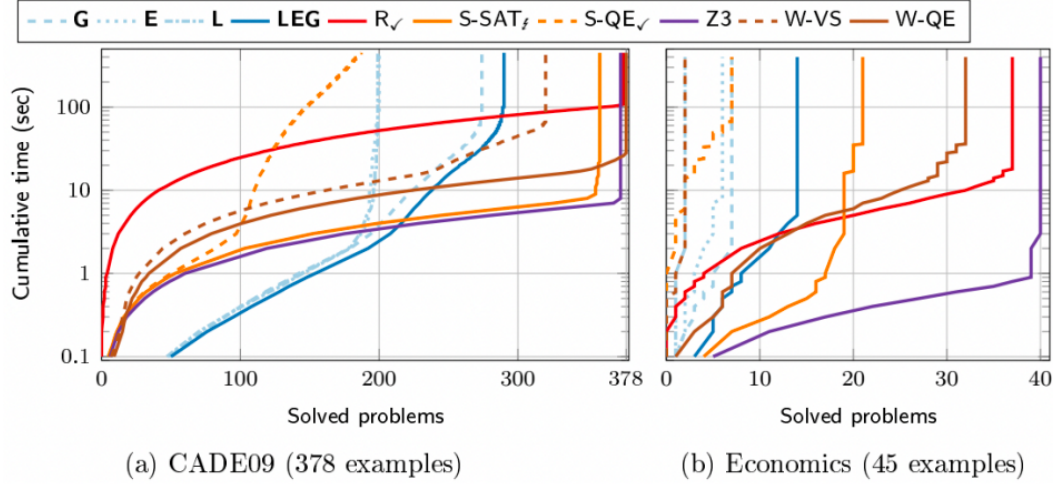 G E L LEG R✓ S-SAT⨍ S-QE✓ Z3 W-VS W-QE
Cumulative time (sec)
100
10
1
0.1
0 100 200 300 378
0 10 20 30 40
Solved problems Solved problems
(a) CADE09 (378 examples) (b) Economics (45 examples)